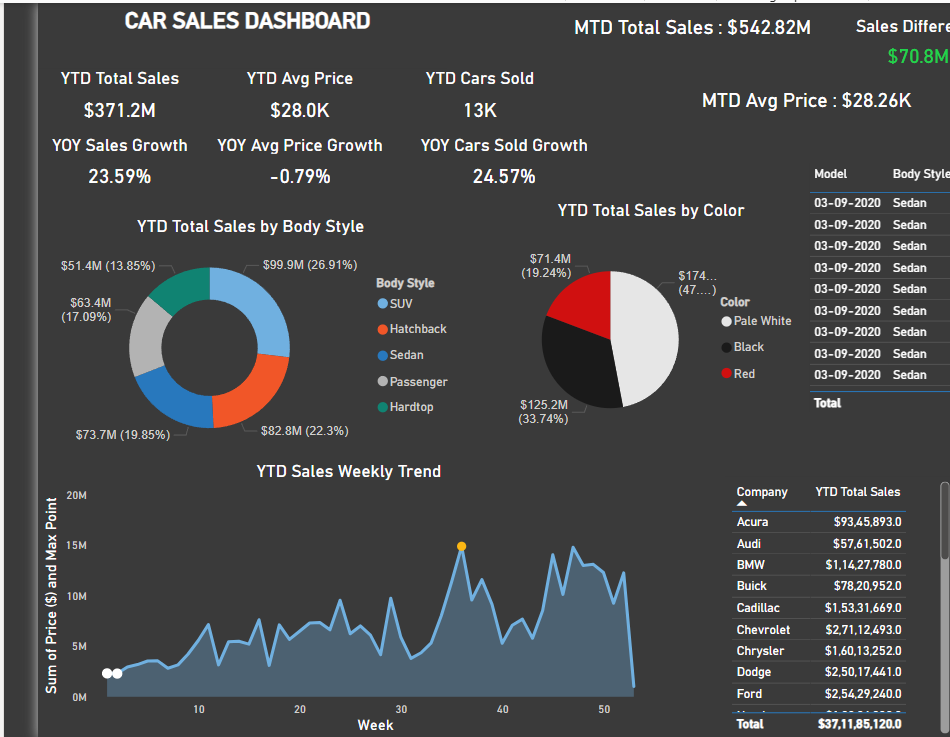 CAR SALES DASHBOARD
MTD Total Sales : $542.82M
Sales Differe
$70.8M
YTD Total Sales
YTD Avg Price
YTD Cars Sold
$371.2M
$28.0K
13K
MTD Avg Price : $28.26K
YOY Sales Growth
YOY Avg Price Growth
YOY Cars Sold Growth
23.59%
-0.79%
24.57%
Model Body Style
03-09-2020 Sedan
03-09-2020 Sedan
03-09-2020 Sedan
03-09-2020 Sedan
03-09-2020 Sedan
03-09-2020 Sedan
03-09-2020 Sedan
03-09-2020 Sedan
03-09-2020 Sedan
Total
YTD Total Sales by Body Style
$51.4M (13.85%)
$99.9M (26.91%)
$63.4M
(17.09%)
$73.7M (19.85%)
$82.8M (22.3%)
Body Style
SUV
Hatchback
Sedan
Passenger
Hardtop
YTD Total Sales by Color
$71.4M
(19.24%)
$174...
(47....)
$125.2M
(33.74%)
Color
Pale White
Black
Red
YTD Sales Weekly Trend
Sum of Price ($) and Max Point
20M
15M
10M
5M
0M
10
20
30
40
50
Week
Company YTD Total Sales
Acura $93,45,893.0
Audi $57,61,502.0
BMW $1,14,27,780.0
Buick $78,20,952.0
Cadillac $1,53,31,669.0
Chevrolet $2,71,12,493.0
Chrysler $1,60,13,252.0
Dodge $2,50,17,441.0
Ford $2,54,29,240.0
Total $37,11,85,120.0